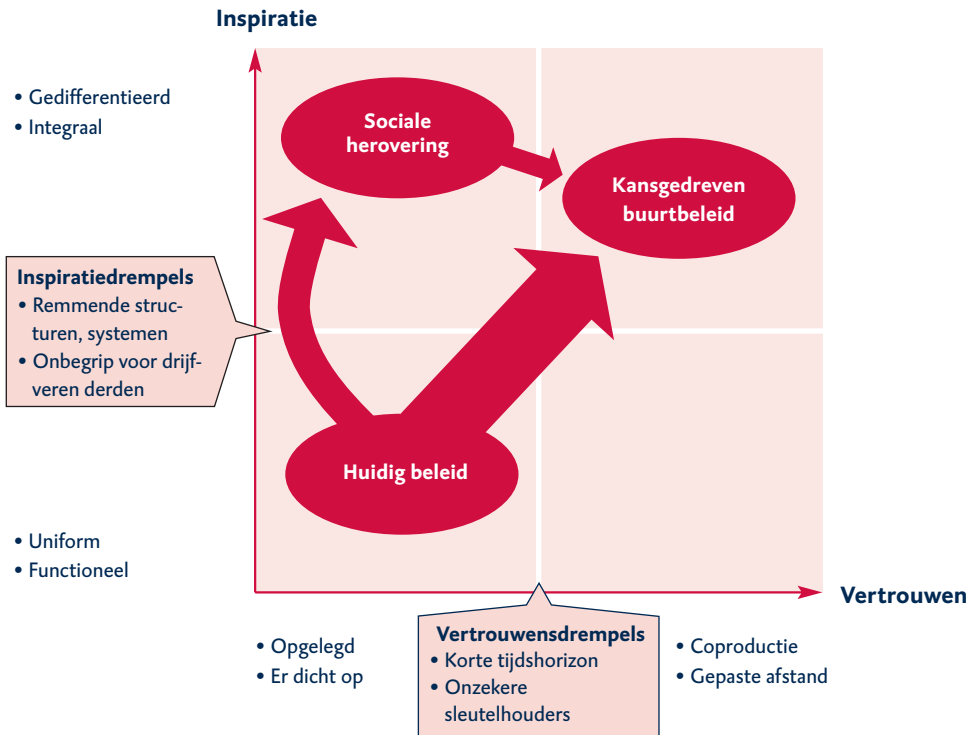 Inspiratie
• Gedifferentieerd
• Integraal
Sociale
herovering
Kansgedreven
buurtbeleid
Inspiratiedrempels
• Remmende struc-
turen, systemen
• Onbegrip voor drijf-
veren derden
Huidig beleid
• Uniform
• Functioneel
Vertrouwen
• Opgelegd
• Er dicht op
Vertrouwensdrempels
• Korte tijdshorizon
• Onzekere
sleutelhouders
• Coproductie
• Gepaste afstand